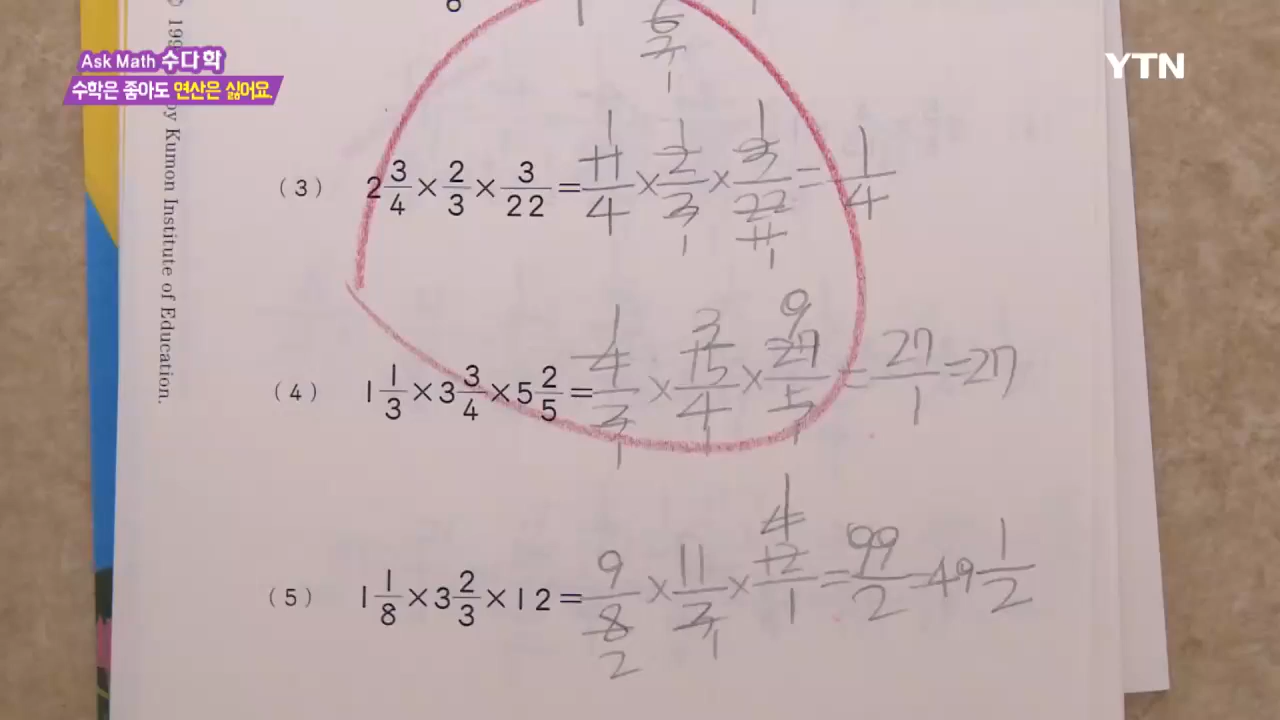 Ask Math 수다학
수학은 좋아도 연산은 싫어요.
YTN
by Kumon Institute of Education.
(3) 2 3/4 × 2/3 × 3/22 = 11/4 × 2/3 × 3/22 = 1/4
(4) 1 1/3 × 3 3/4 × 5 2/5 = 4/3 × 15/4 × 27/5 = 27/1 = 27
(5) 1 1/8 × 3 2/3 × 12 = 9/8 × 11/3 × 12/1 = 99/2 = 49 1/2